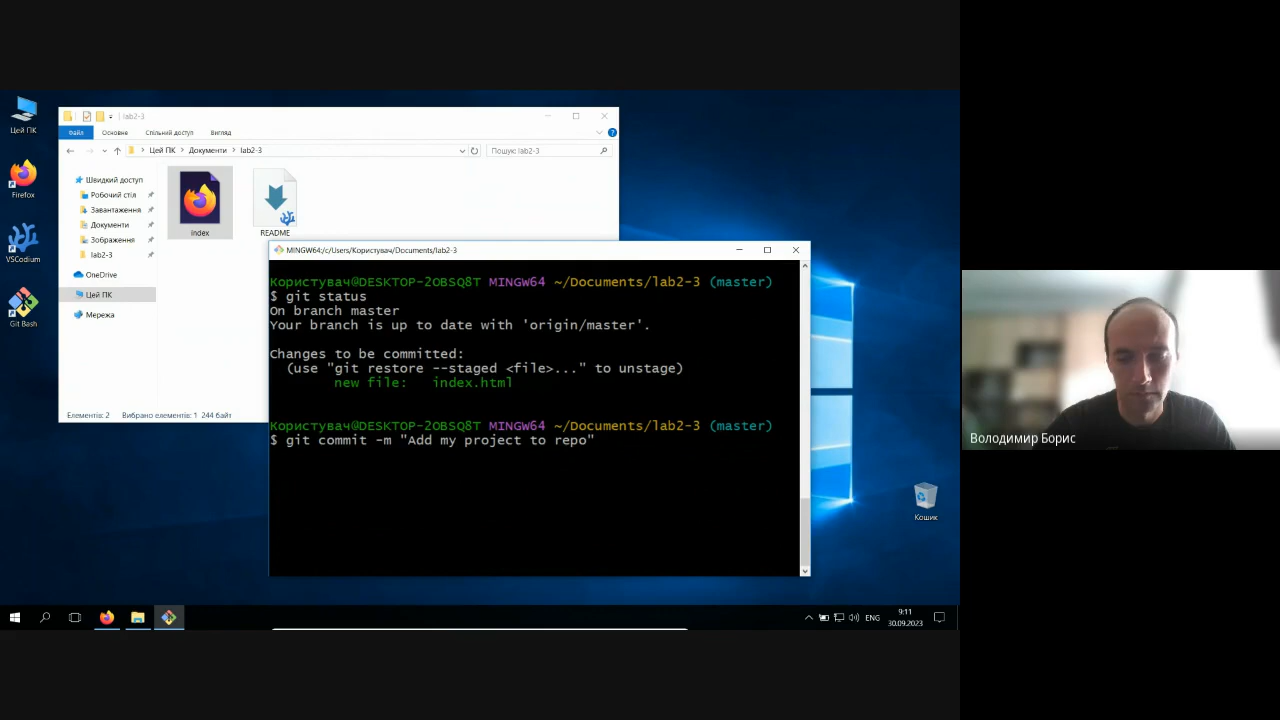 Цей ПК
Firefox
VSCodium
Git Bash
lab2-3
Файл
Основне
Спільний доступ
Вигляд
Цей ПК
Документи
lab2-3
Пошук: lab2-3
Швидкий доступ
Робочий стіл
Завантаження
Документи
Зображення
lab2-3
OneDrive
Цей ПК
Мережа
index
README
Елементів: 2
Вибрано елементів: 1 244 байт
MINGW64:/c/Users/Користувач/Documents/lab2-3
Користувач@DESKTOP-2OBSQ8T MINGW64 ~/Documents/lab2-3 (master)
$ git status
On branch master
Your branch is up to date with 'origin/master'.
Changes to be committed:
(use "git restore --staged <file>..." to unstage)
new file: index.html
Користувач@DESKTOP-2OBSQ8T MINGW64 ~/Documents/lab2-3 (master)
$ git commit -m "Add my project to repo"
Кошик
ENG
9:11
30.09.2023
Володимир Борис